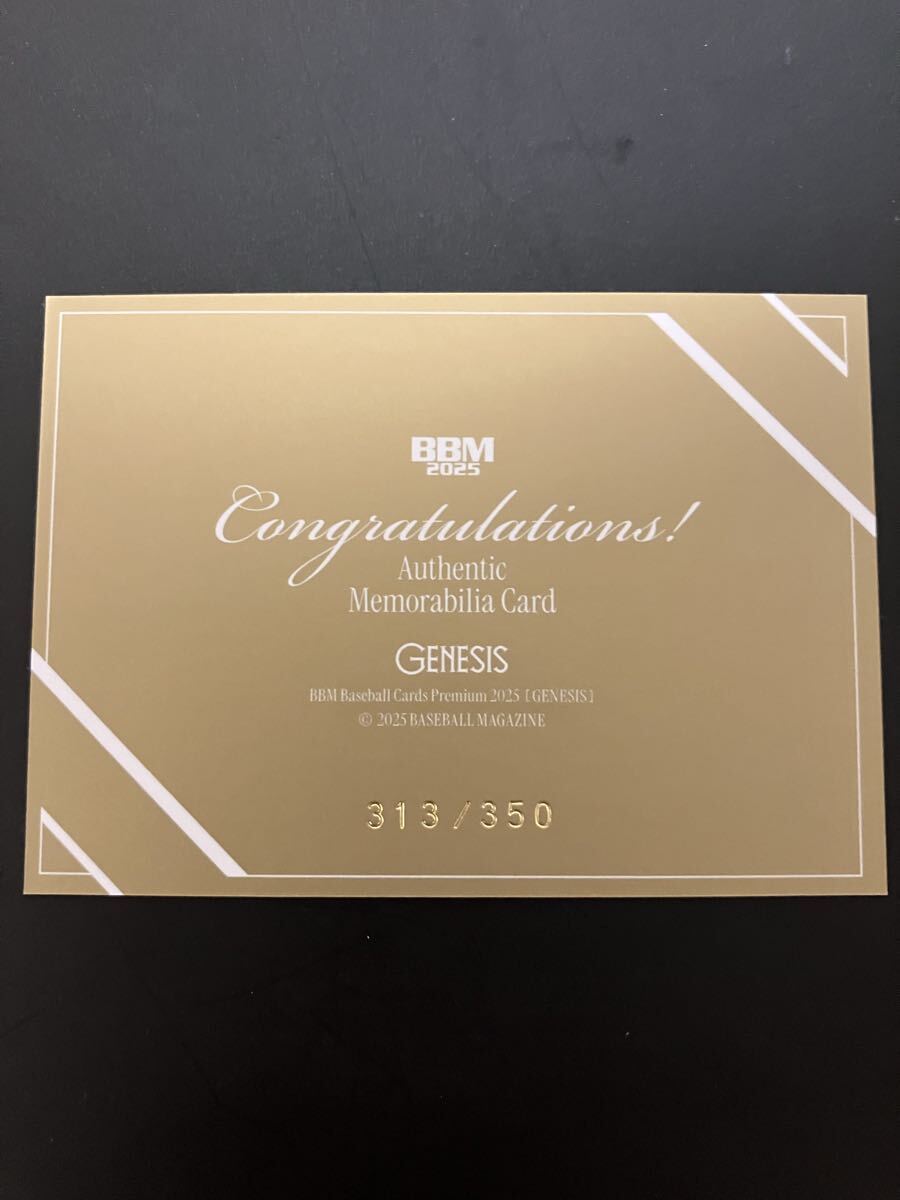 BBM
2025
Congratulations!
Authentic
Memorabilia Card
GENESIS
BBM Baseball Cards Premium 2025 [GENESIS]
© 2025 BASEBALL MAGAZINE
313/350